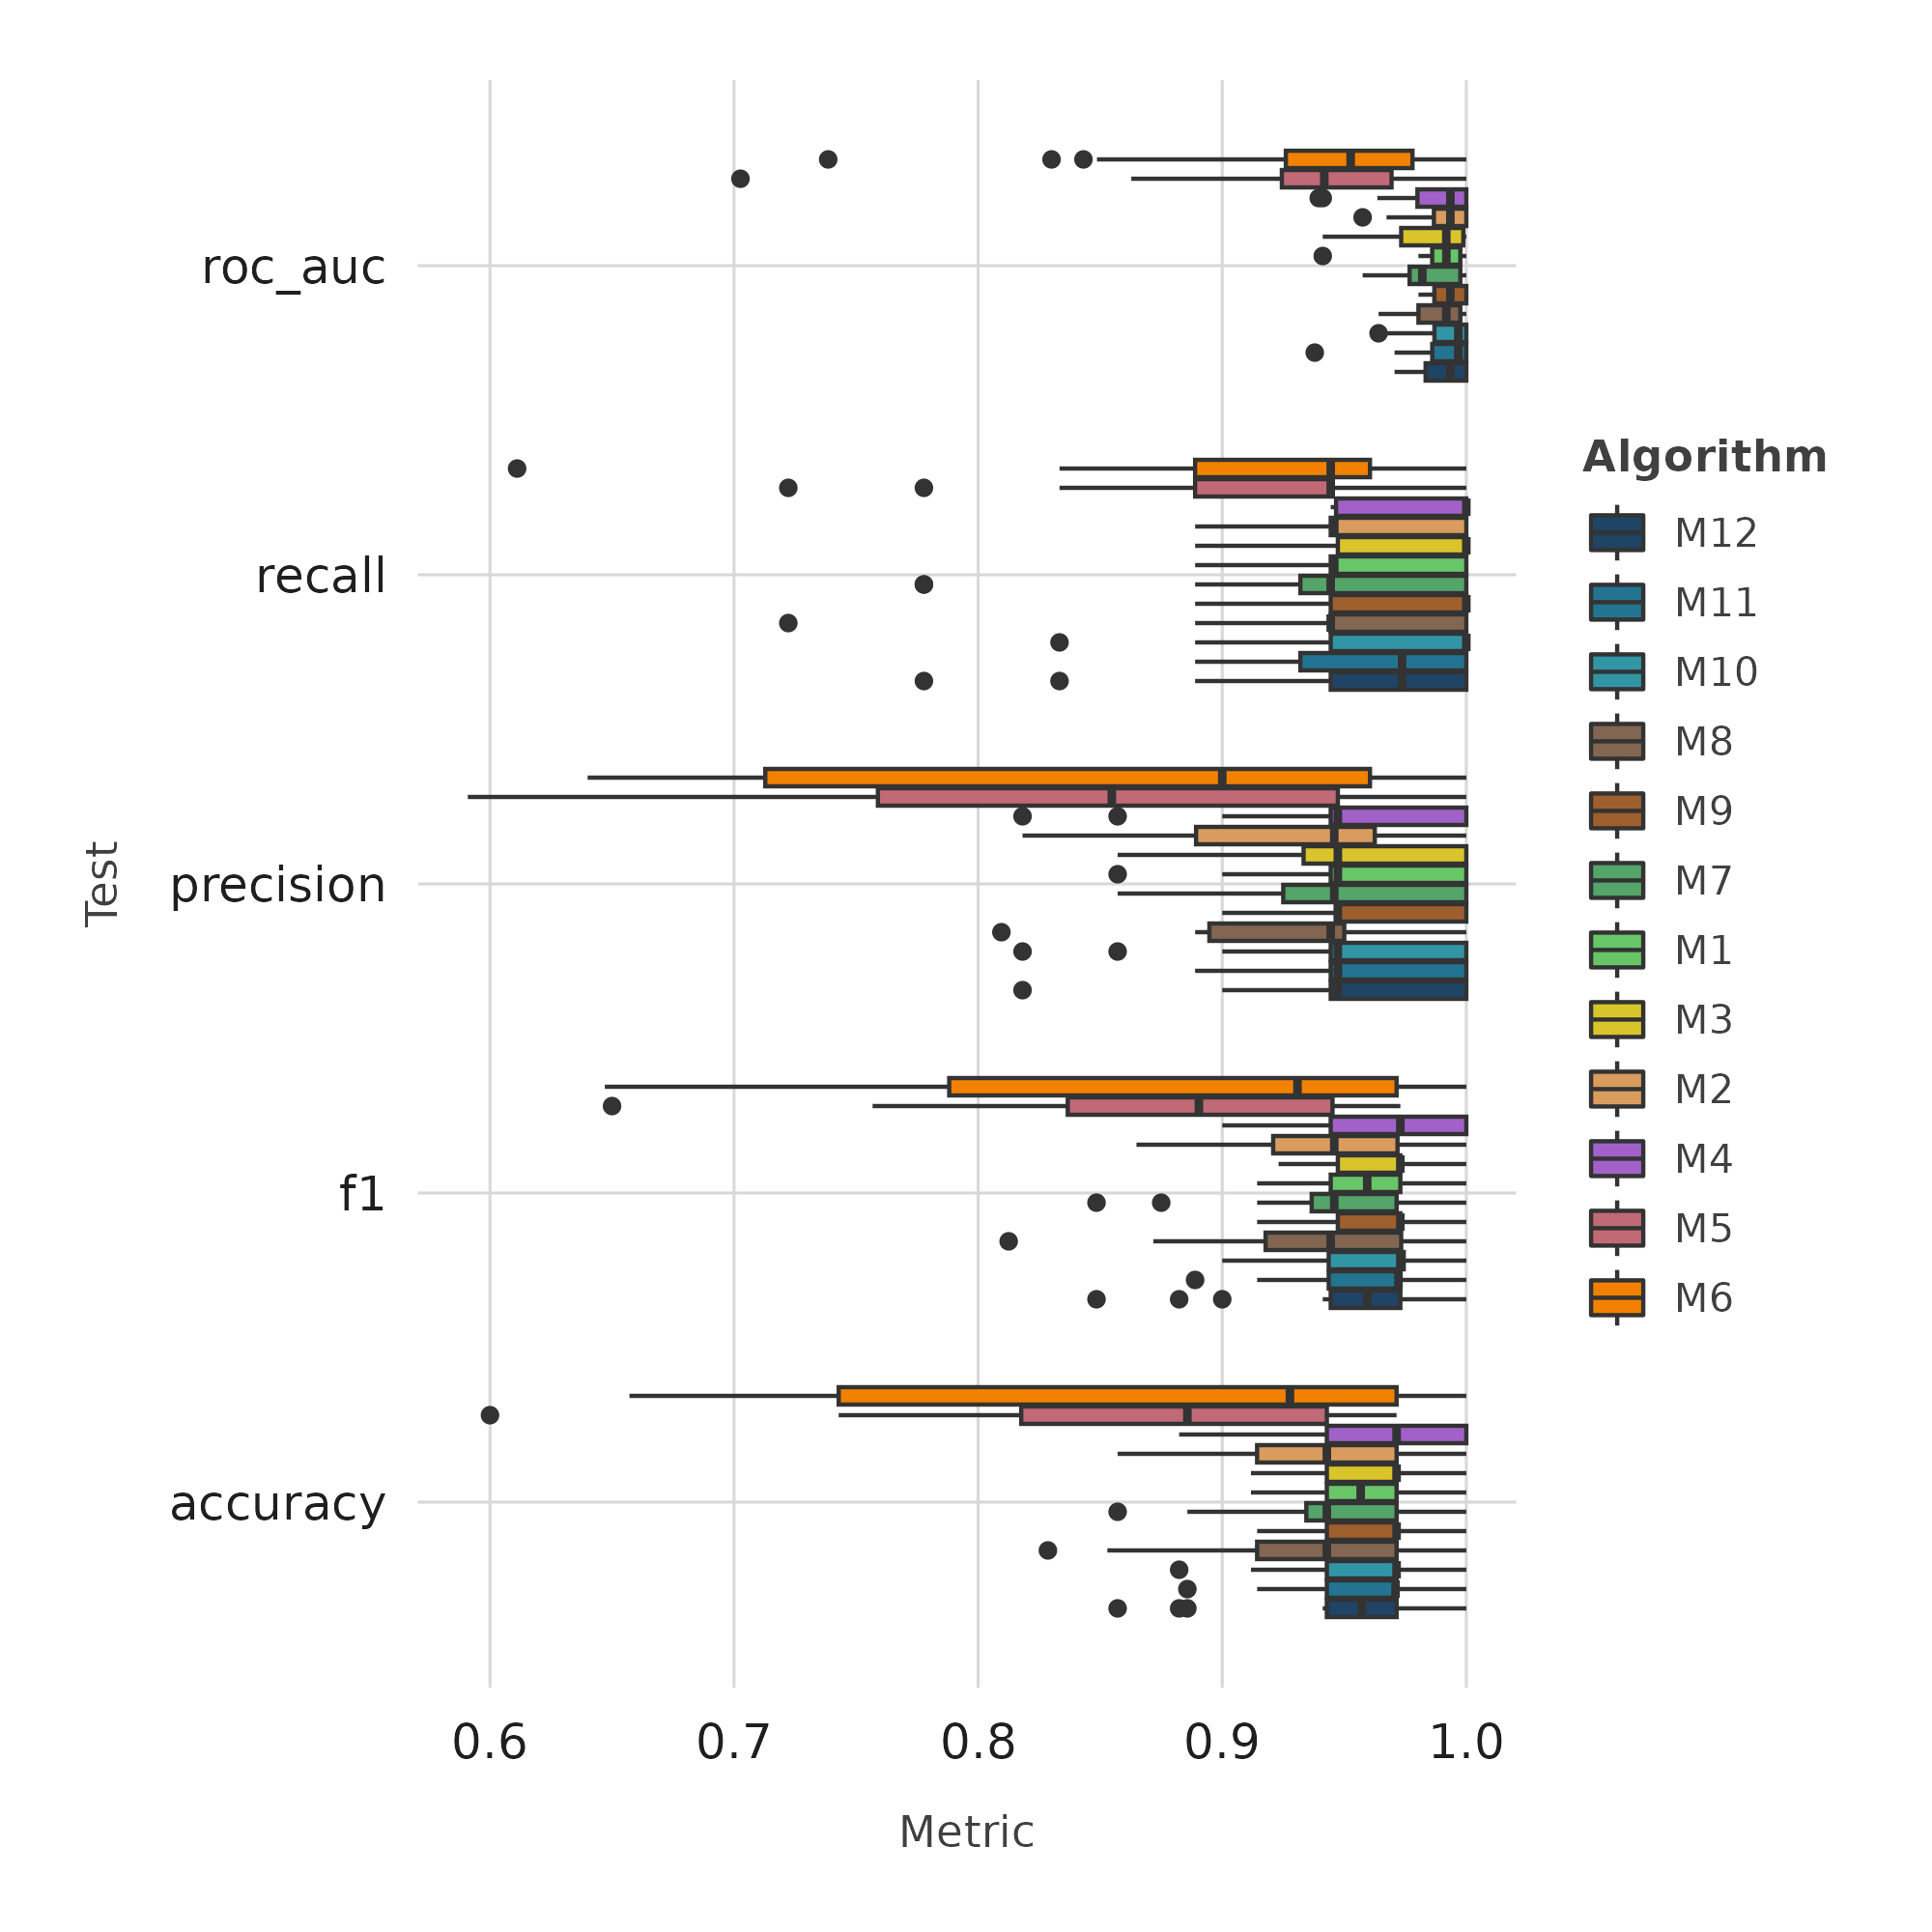 roc_auc
recall
precision
f1
accuracy
Test
0.6 0.7 0.8 0.9 1.0
Metric
Algorithm
M12
M11
M10
M8
M9
M7
M1
M3
M2
M4
M5
M6